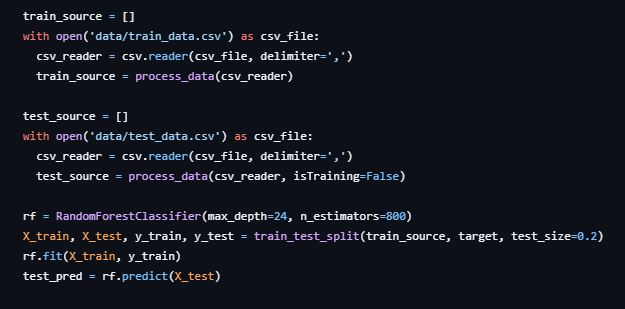 train_source = []
with open('data/train_data.csv') as csv_file:
  csv_reader = csv.reader(csv_file, delimiter=',')
  train_source = process_data(csv_reader)

test_source = []
with open('data/test_data.csv') as csv_file:
  csv_reader = csv.reader(csv_file, delimiter=',')
  test_source = process_data(csv_reader, isTraining=False)

rf = RandomForestClassifier(max_depth=24, n_estimators=800)
X_train, X_test, y_train, y_test = train_test_split(train_source, target, test_size=0.2)
rf.fit(X_train, y_train)
test_pred = rf.predict(X_test)